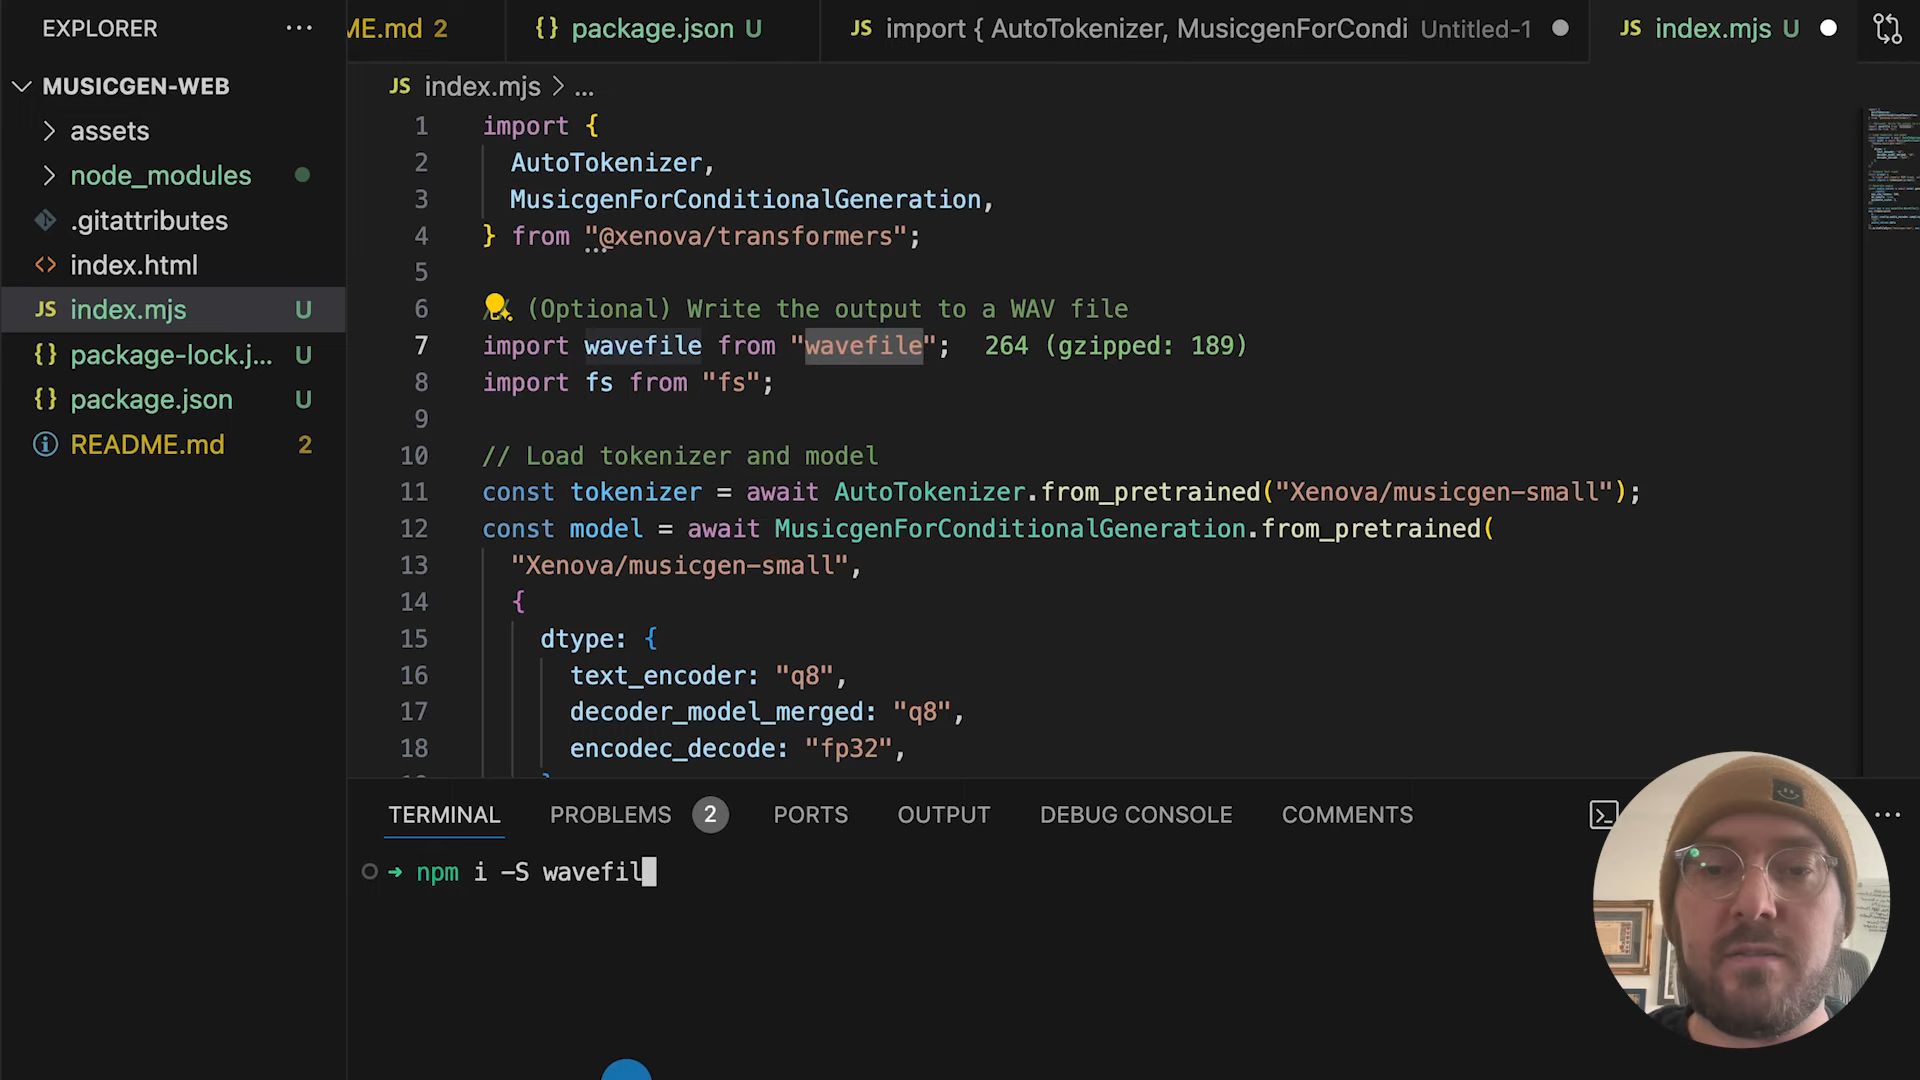 EXPLORER
MUSICGEN-WEB
assets
node_modules
.gitattributes
index.html
JS index.mjs U
{} package-lock.j... U
{} package.json U
README.md 2
ME.md 2
{} package.json U
JS import { AutoTokenizer, MusicgenForCondi Untitled-1
JS index.mjs U
JS index.mjs > ...
1 import {
2 AutoTokenizer,
3 MusicgenForConditionalGeneration,
4 } from "@xenova/transformers";
5
6 (Optional) Write the output to a WAV file
7 import wavefile from "wavefile"; 264 (gzipped: 189)
8 import fs from "fs";
9
10 // Load tokenizer and model
11 const tokenizer = await AutoTokenizer.from_pretrained("Xenova/musicgen-small");
12 const model = await MusicgenForConditionalGeneration.from_pretrained(
13 "Xenova/musicgen-small",
14 {
15 dtype: {
16 text_encoder: "q8",
17 decoder_model_merged: "q8",
18 encodec_decode: "fp32",
TERMINAL PROBLEMS 2 PORTS OUTPUT DEBUG CONSOLE COMMENTS
npm i -S wavefil